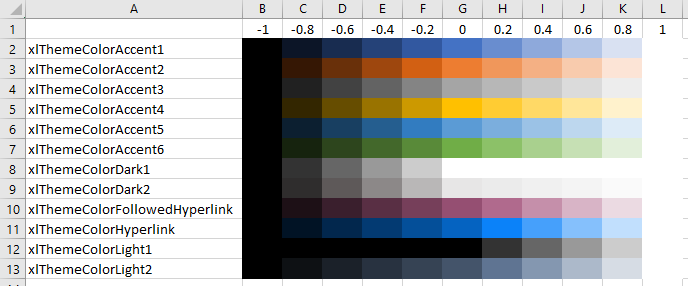 A B C D E F G H I J K L
1 -1 -0.8 -0.6 -0.4 -0.2 0 0.2 0.4 0.6 0.8 1
2 xlThemeColorAccent1
3 xlThemeColorAccent2
4 xlThemeColorAccent3
5 xlThemeColorAccent4
6 xlThemeColorAccent5
7 xlThemeColorAccent6
8 xlThemeColorDark1
9 xlThemeColorDark2
10 xlThemeColorFollowedHyperlink
11 xlThemeColorHyperlink
12 xlThemeColorLight1
13 xlThemeColorLight2